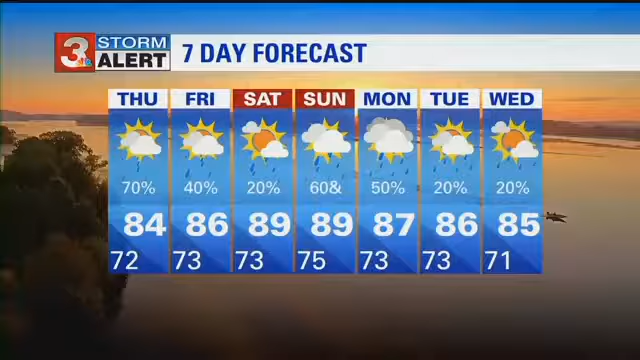 3 STORM ALERT 7 DAY FORECAST
THU FRI SAT SUN MON TUE WED
70% 40% 20% 60& 50% 20% 20%
84 86 89 89 87 86 85
72 73 73 75 73 73 71